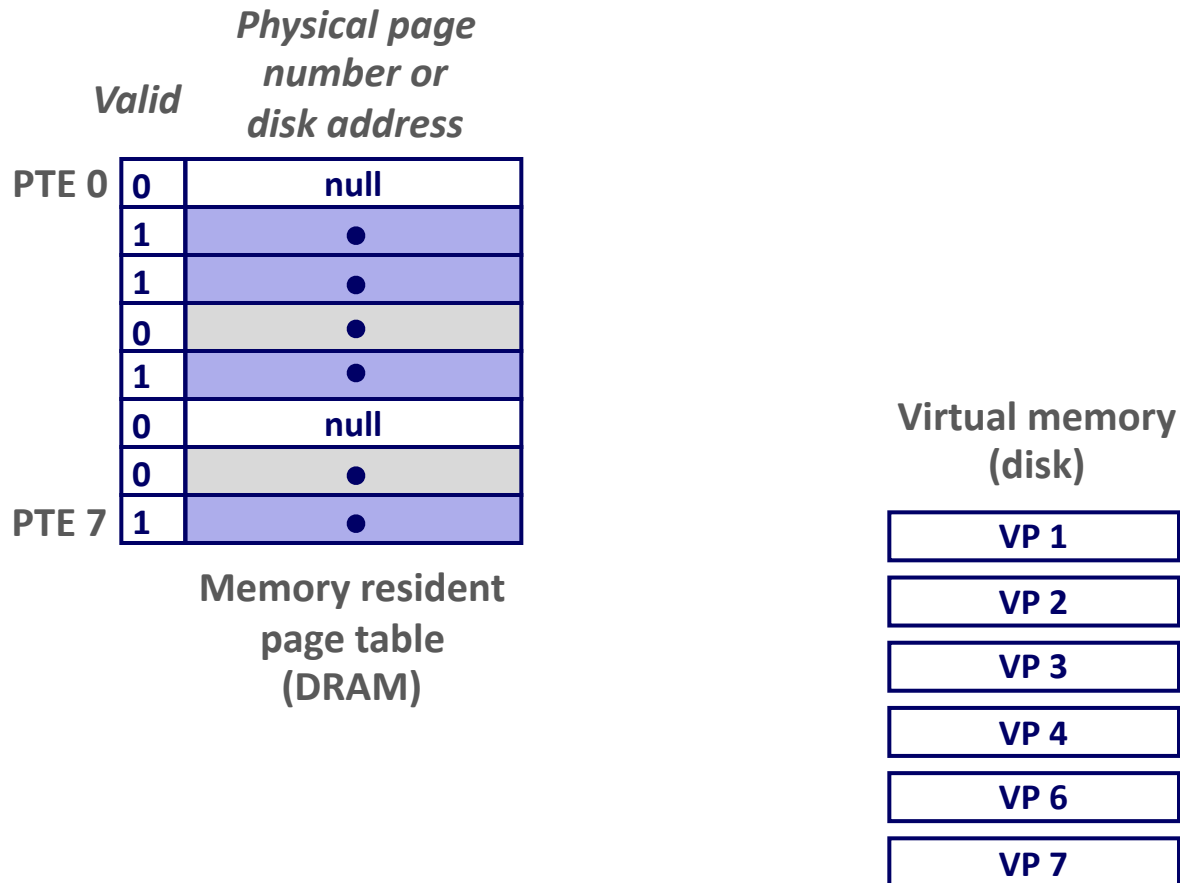 Physical page
number or
disk address
Valid
PTE 0 0 null
1 •
1 •
0 •
1 •
0 null
0 •
PTE 7 1 •
Memory resident
page table
(DRAM)
Virtual memory
(disk)
VP 1
VP 2
VP 3
VP 4
VP 6
VP 7